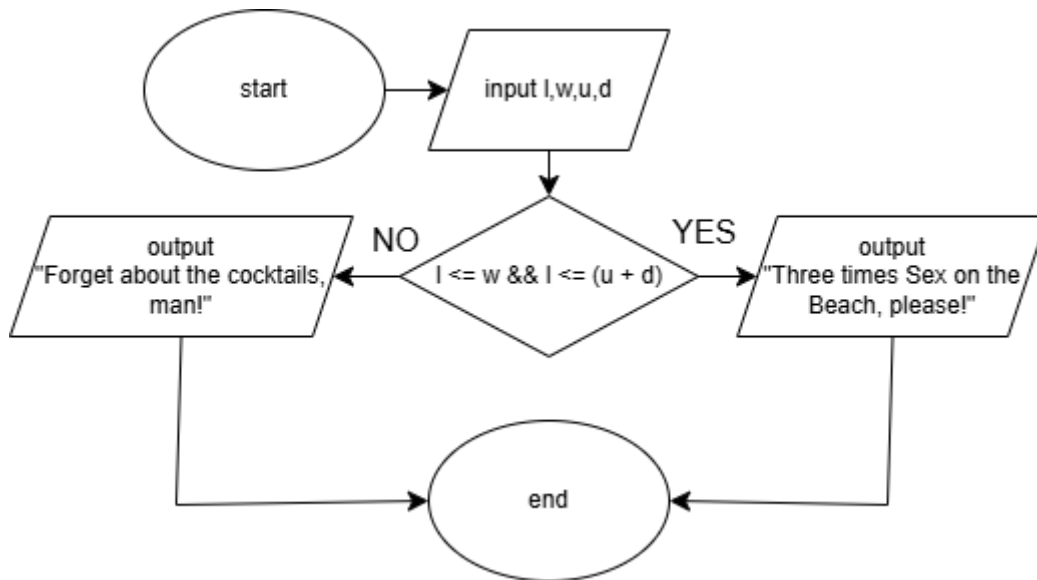 start
input l,w,u,d
NO
YES
l <= w && l <= (u + d)
output
"Forget about the cocktails,
man!"
output
"Three times Sex on the
Beach, please!"
end